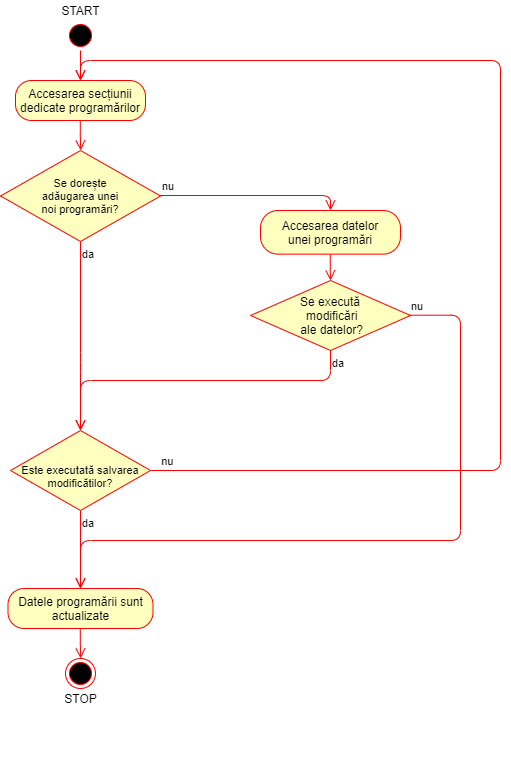 START
Accesarea secțiunii
dedicate programărilor
Se dorește
adăugarea unei
noi programări?
nu
da
Accesarea datelor
unei programări
Se execută
modificări
ale datelor?
nu
da
Este executată salvarea
modificătilor?
nu
da
Datele programării sunt
actualizate
STOP